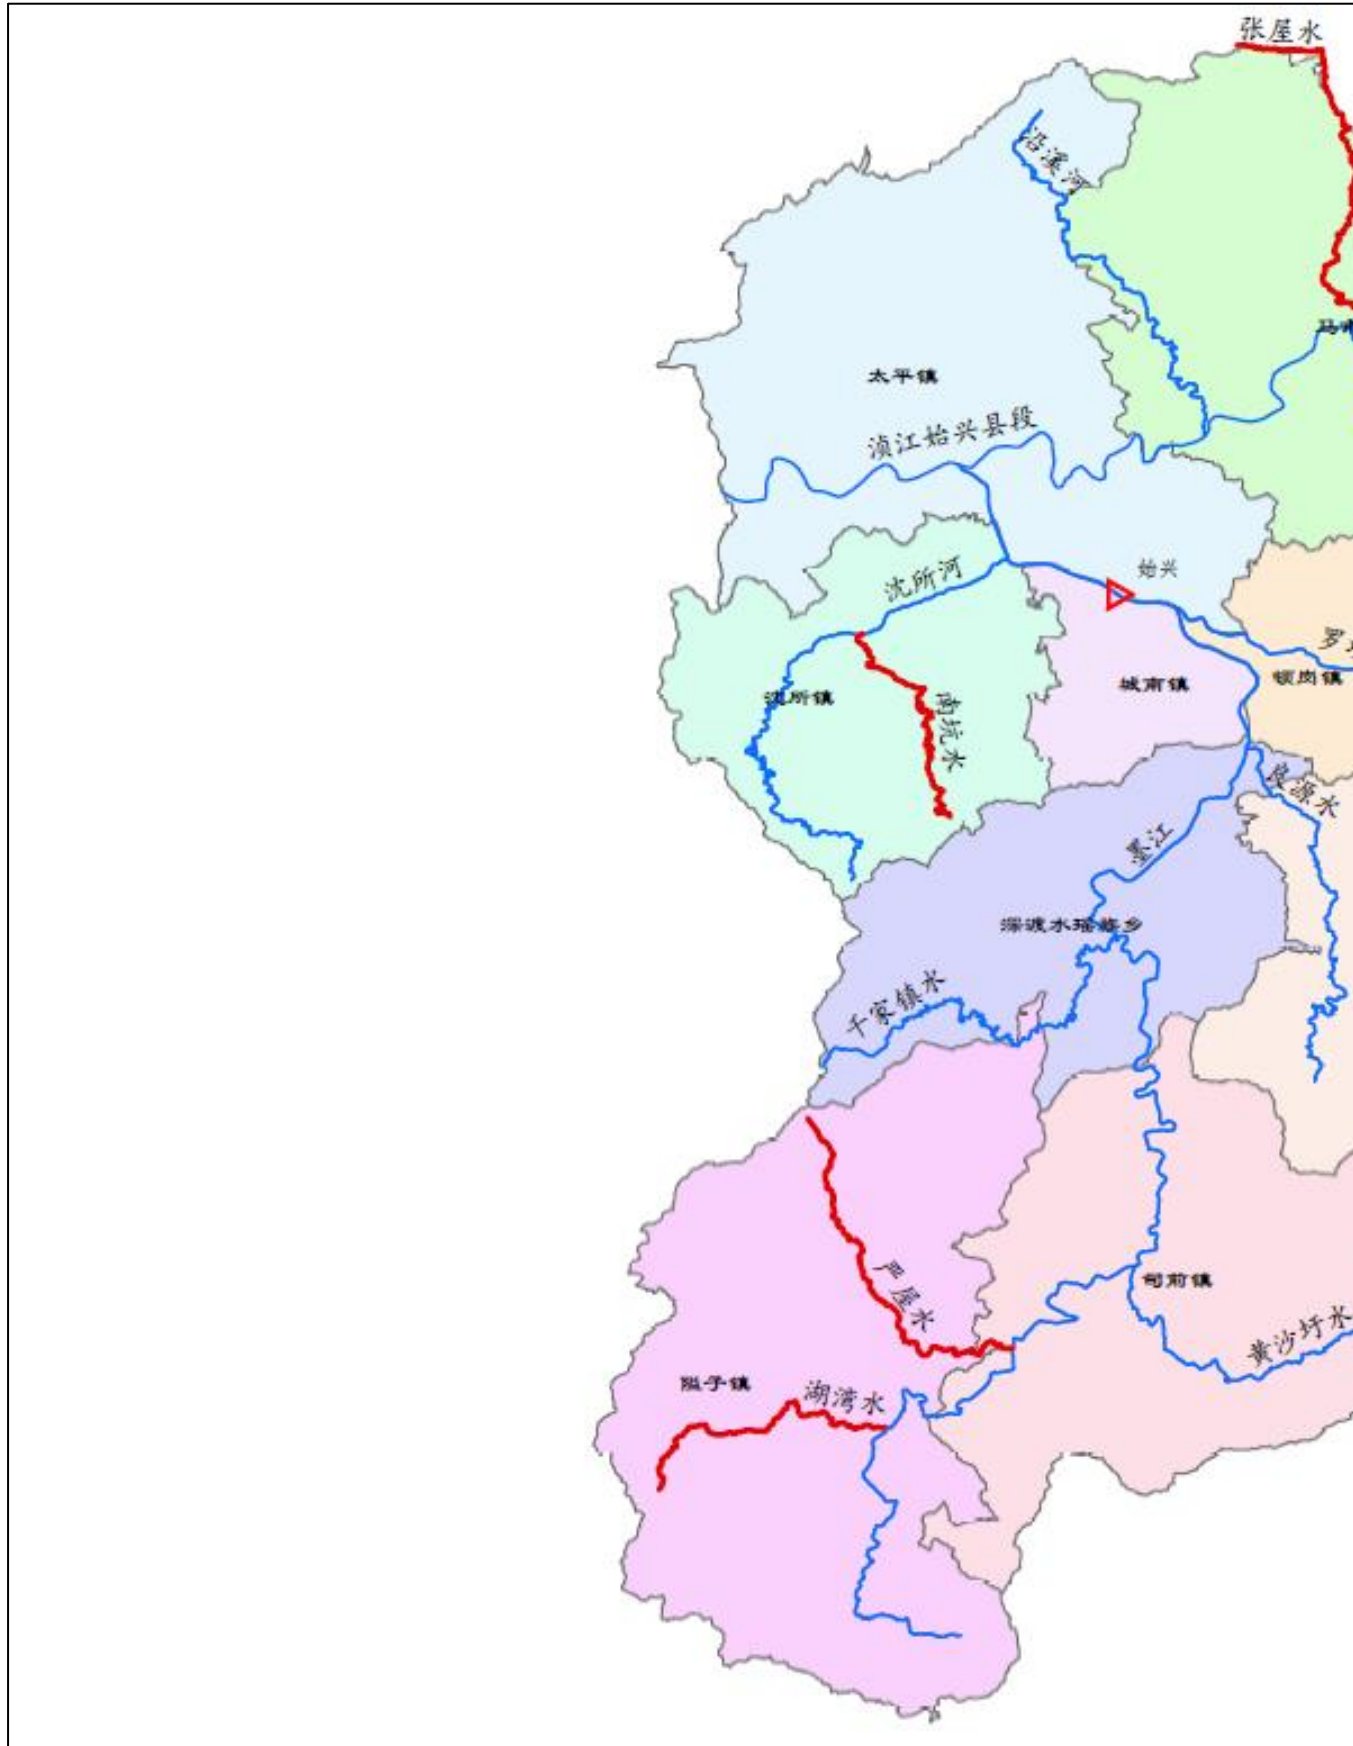 张屋水
沿溪河
太平镇
浈江始兴县段
沈所河
始兴
沈所镇
南坑水
城南镇
顿岗镇
良源水
墨江
深渡水瑶族乡
千家镇水
严屋水
司前镇
黄沙圩水
隘子镇
湖湾水